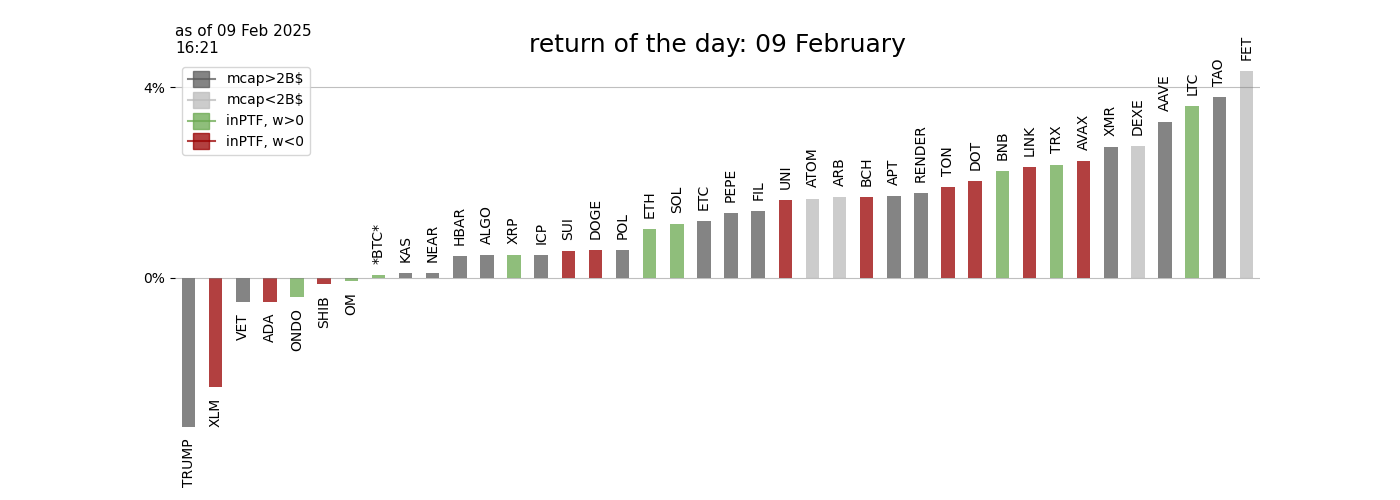 as of 09 Feb 2025
16:21
return of the day: 09 February
mcap>2B$
mcap<2B$
inPTF, w>0
inPTF, w<0
4%
0%
TRUMP
XLM
VET
ADA
ONDO
SHIB
OM
*BTC*
KAS
NEAR
HBAR
ALGO
XRP
ICP
SUI
DOGE
POL
ETH
SOL
ETC
PEPE
FIL
UNI
ATOM
ARB
BCH
APT
RENDER
TON
DOT
BNB
LINK
TRX
AVAX
XMR
DEXE
AAVE
LTC
TAO
FET